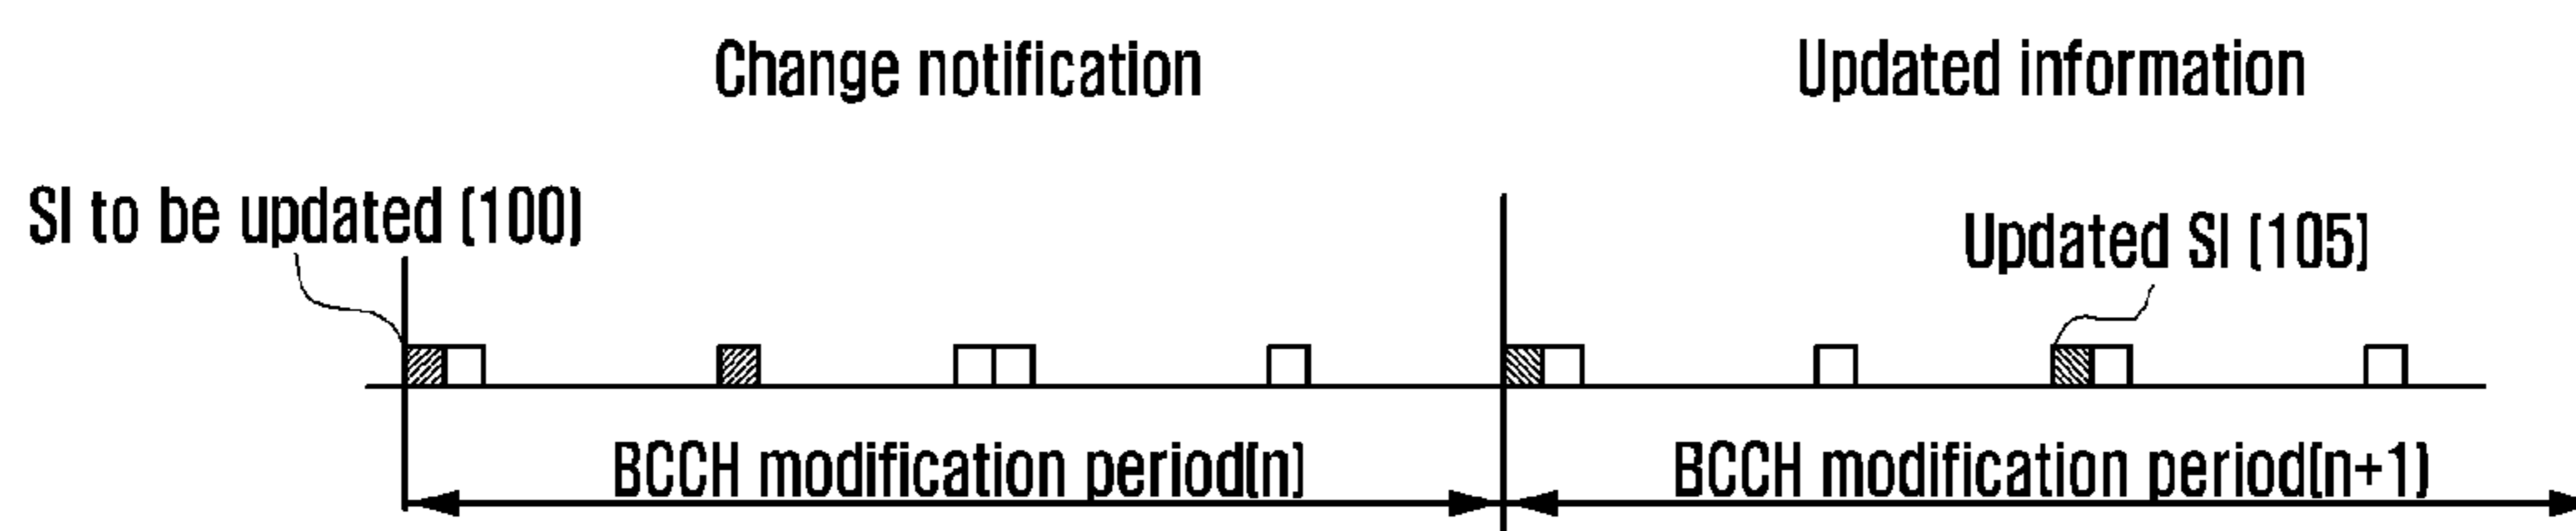 Change notification
Updated information
SI to be updated (100)
Updated SI (105)
BCCH modification period(n)
BCCH modification period(n+1)